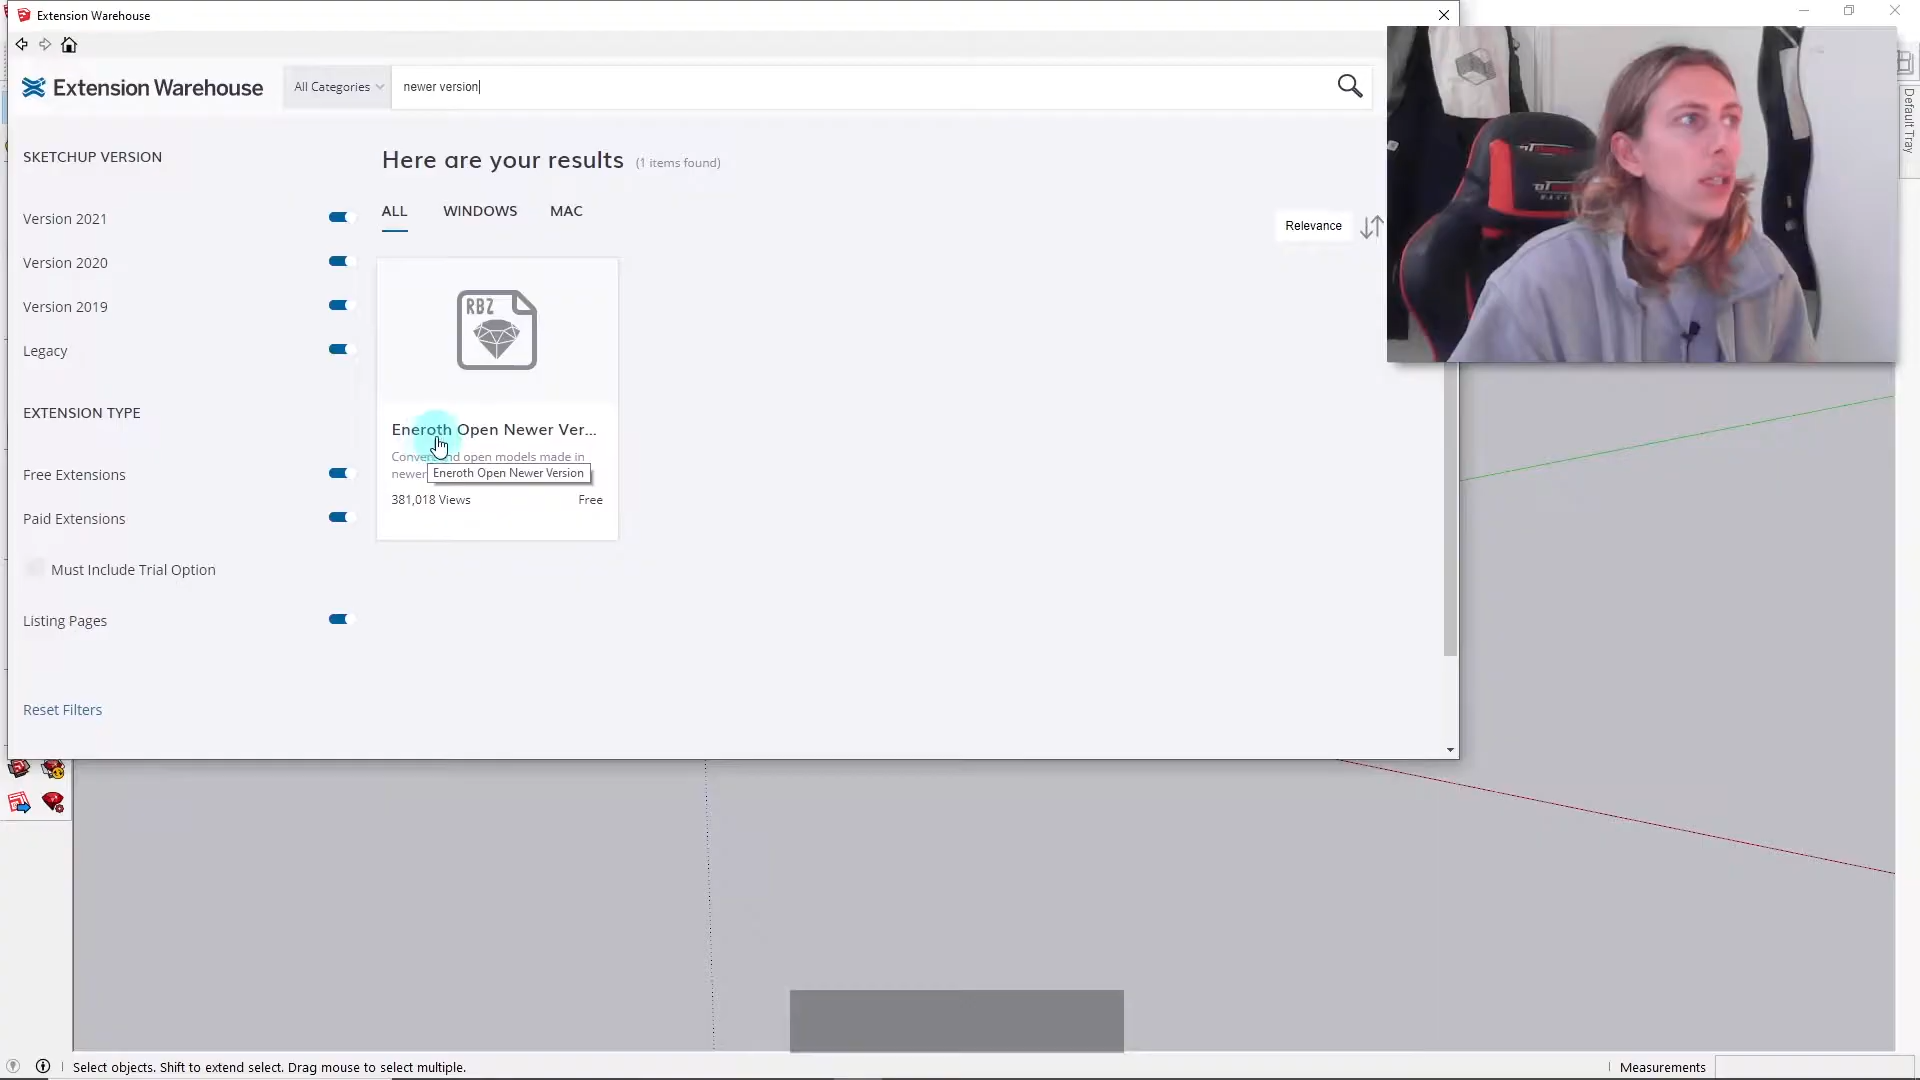 Extension Warehouse
Extension Warehouse
All Categories
newer version
SKETCHUP VERSION
Version 2021
Version 2020
Version 2019
Legacy
EXTENSION TYPE
Free Extensions
Paid Extensions
Must Include Trial Option
Listing Pages
Reset Filters
Here are your results (1 items found)
ALL WINDOWS MAC
Relevance
RBZ
Eneroth Open Newer Ver...
open models made in
newer
Eneroth Open Newer Version
381,018 Views Free
Default Tray
Select objects. Shift to extend select. Drag mouse to select multiple.
Measurements